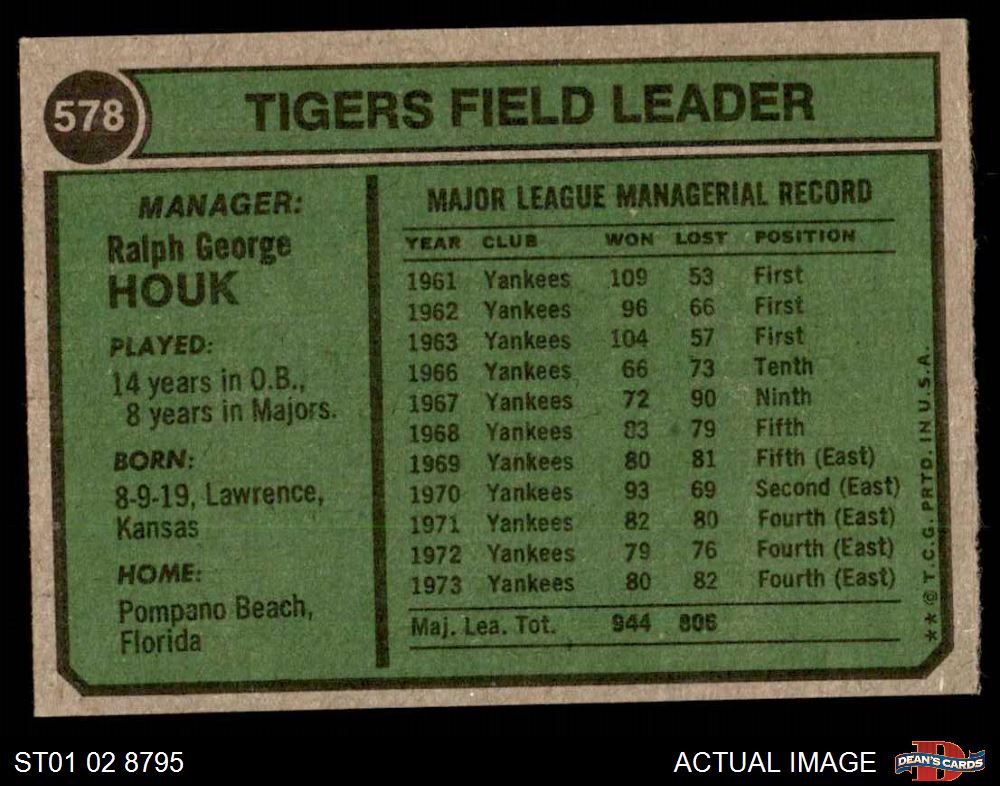 578
TIGERS FIELD LEADER
MANAGER:
Ralph George
HOUK
PLAYED:
14 years in O.B.,
8 years in Majors.
BORN:
8-9-19, Lawrence,
Kansas
HOME:
Pompano Beach,
Florida
MAJOR LEAGUE MANAGERIAL RECORD
YEAR CLUB WON LOST POSITION
1961 Yankees 109 53 First
1962 Yankees 96 66 First
1963 Yankees 104 57 First
1966 Yankees 66 73 Tenth
1967 Yankees 72 90 Ninth
1968 Yankees 83 79 Fifth
1969 Yankees 80 81 Fifth (East)
1970 Yankees 93 69 Second (East)
1971 Yankees 82 80 Fourth (East)
1972 Yankees 79 76 Fourth (East)
1973 Yankees 80 82 Fourth (East)
Maj. Lea. Tot. 944 806
** © T.C.G. PRTD. IN U.S.A.
ST01 02 8795
ACTUAL IMAGE
D
DEAN'S CARDS